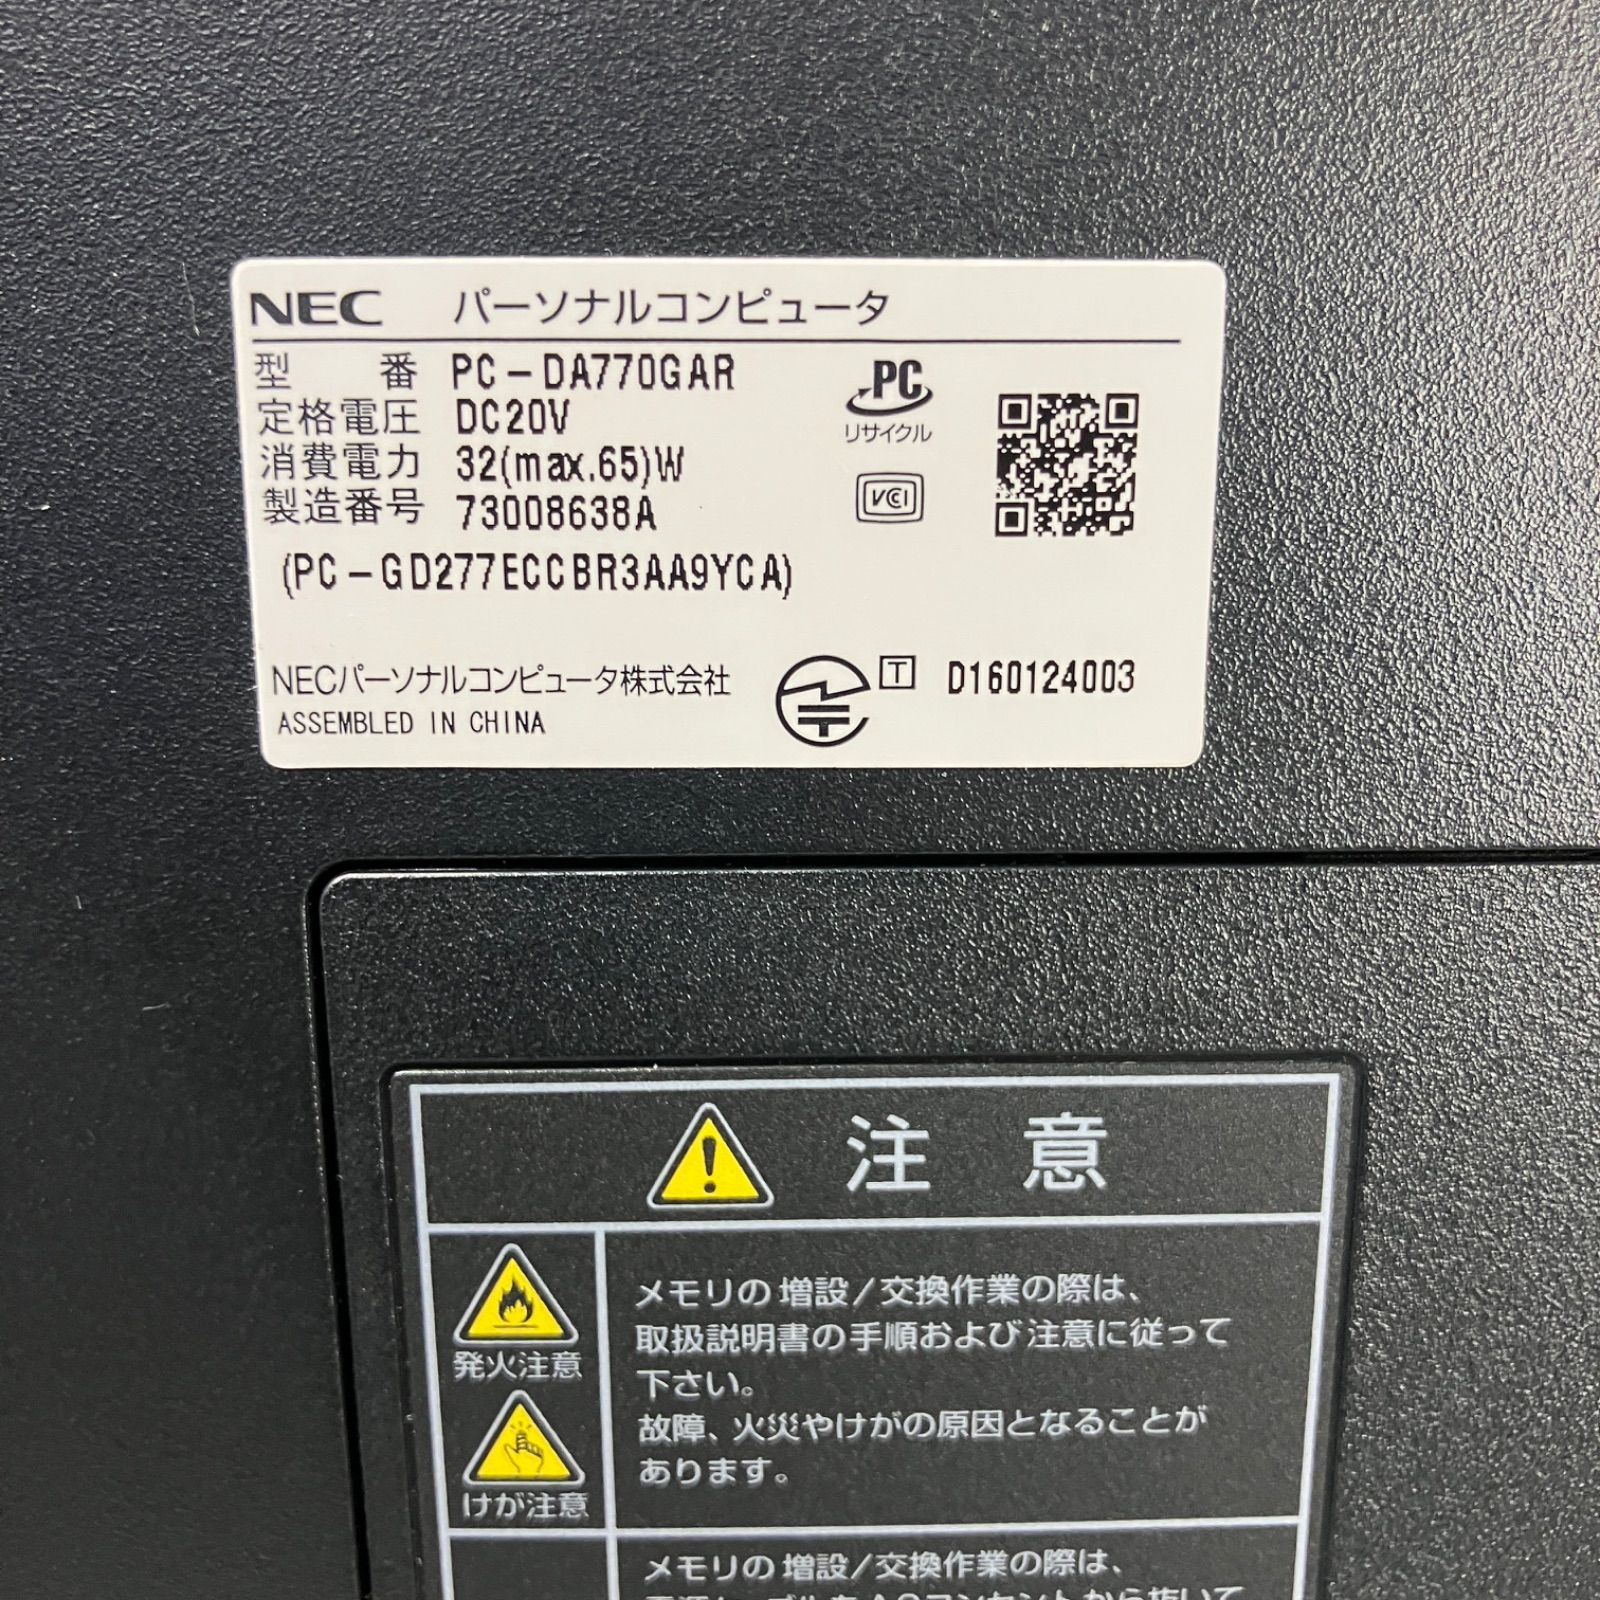 NEC パーソナルコンピュータ
型番 PC-DA770GAR
定格電圧 DC20V
消費電力 32(max.65)W
製造番号 73008638A
(PC-GD277ECCBR3AA9YCA)
PC
リサイクル
VCI
NECパーソナルコンピュータ株式会社
ASSEMBLED IN CHINA
T D160124003
注意
発火注意
けが注意
メモリの増設/交換作業の際は、
取扱説明書の手順および注意に従って
下さい。
故障、火災やけがの原因となることが
あります。
メモリの増設/交換作業の際は、